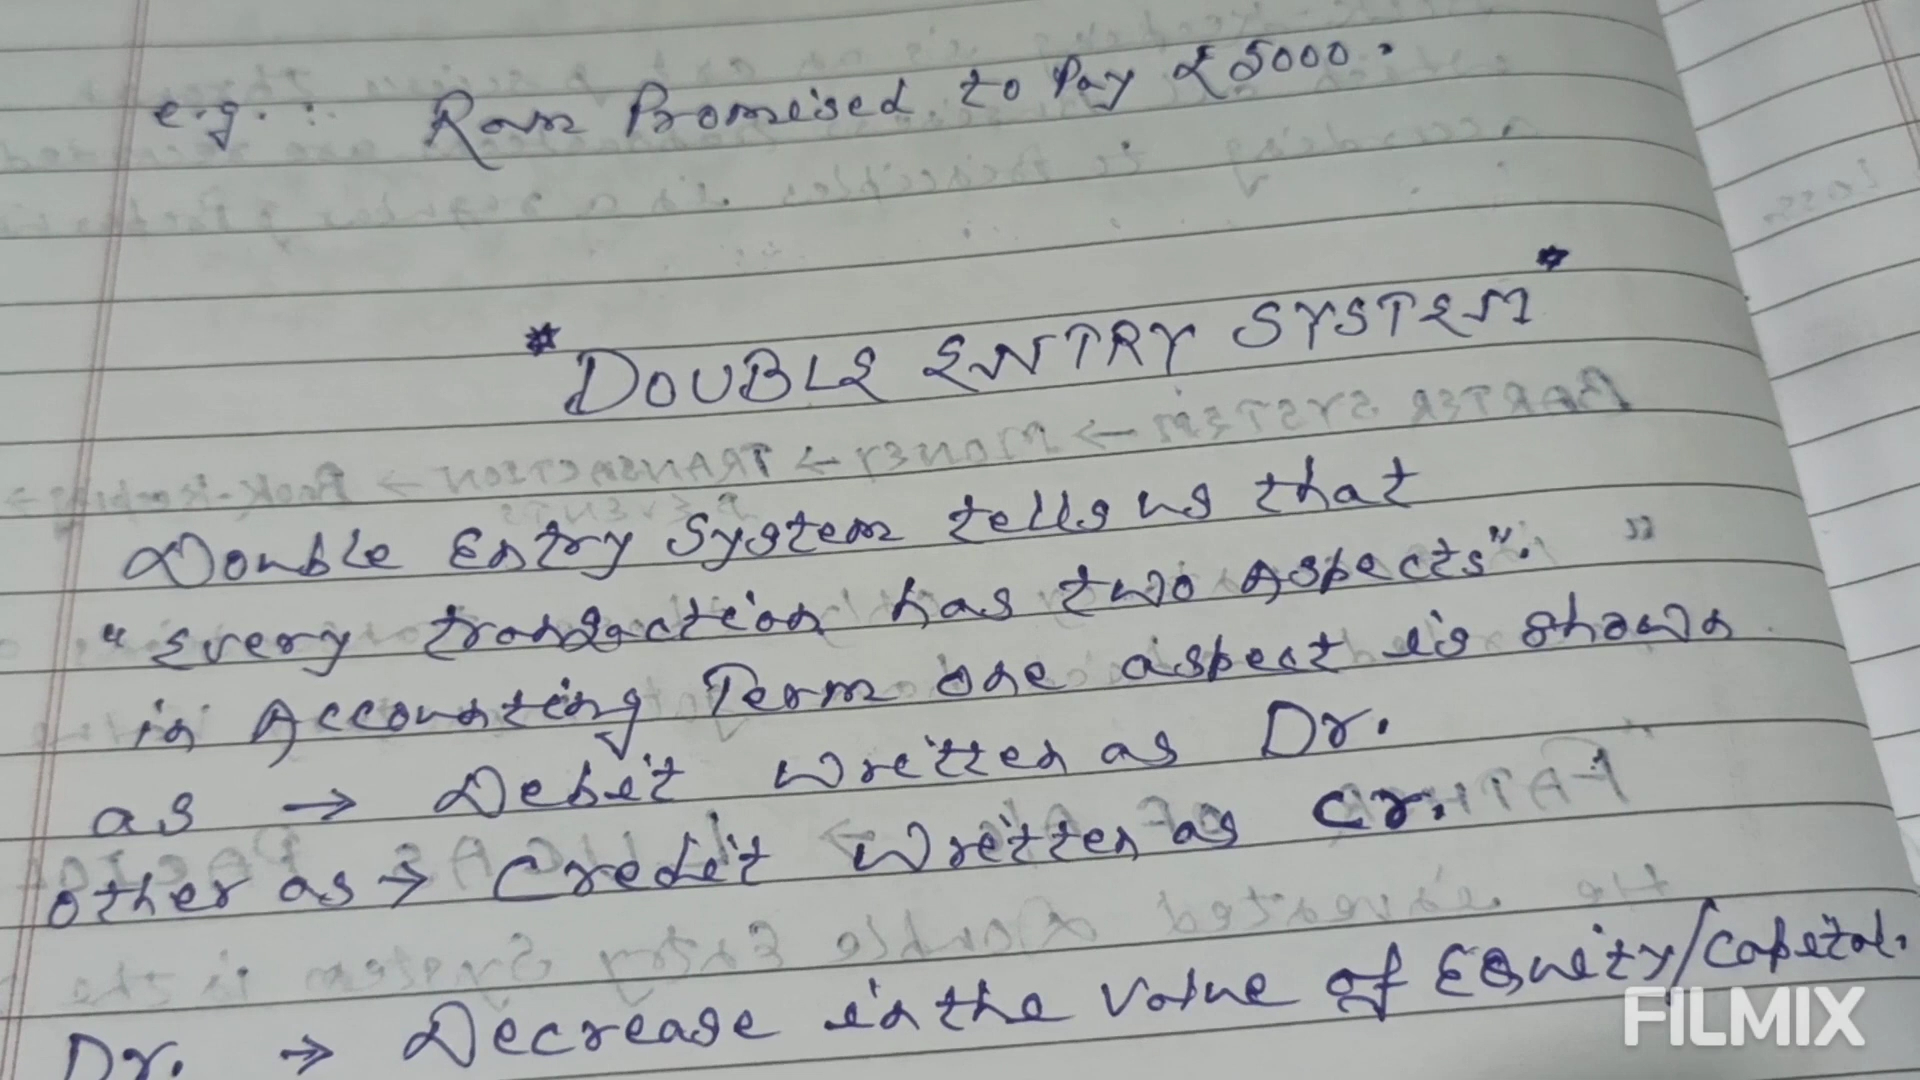 e.g. : Ram Promised to Pay ₹ 5000.
* DOUBLE ENTRY SYSTEM *
Double Entry System tells us that
"Every transaction has two Aspects". "
in Accounting Term one aspect is shown
as → Debit written as Dr.
other as → Credit written as Cr.
Dr. → Decrease in the Value of Equity/Capital.
FILMIX